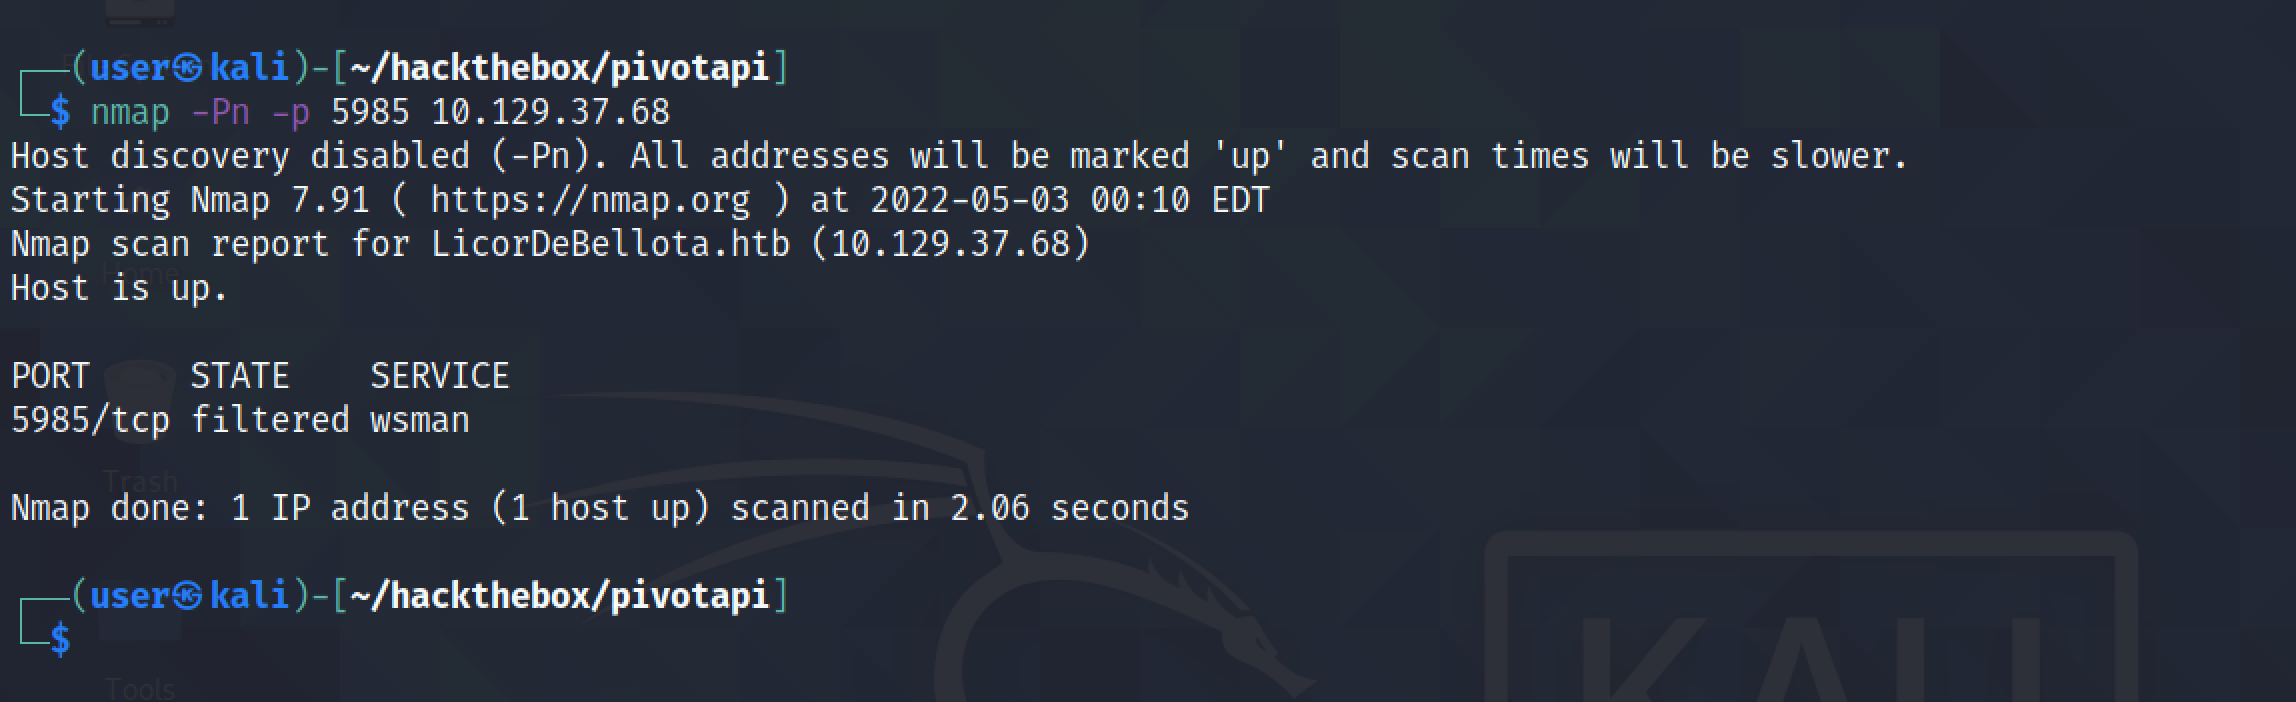 ┌──(user㉿kali)-[~/hackthebox/pivotapi]
└─$ nmap -Pn -p 5985 10.129.37.68
Host discovery disabled (-Pn). All addresses will be marked 'up' and scan times will be slower.
Starting Nmap 7.91 ( https://nmap.org ) at 2022-05-03 00:10 EDT
Nmap scan report for LicorDeBellota.htb (10.129.37.68)
Home
Host is up.
PORT     STATE    SERVICE
5985/tcp filtered wsman
Trash
Nmap done: 1 IP address (1 host up) scanned in 2.06 seconds
┌──(user㉿kali)-[~/hackthebox/pivotapi]
└─$
KALI
Tools